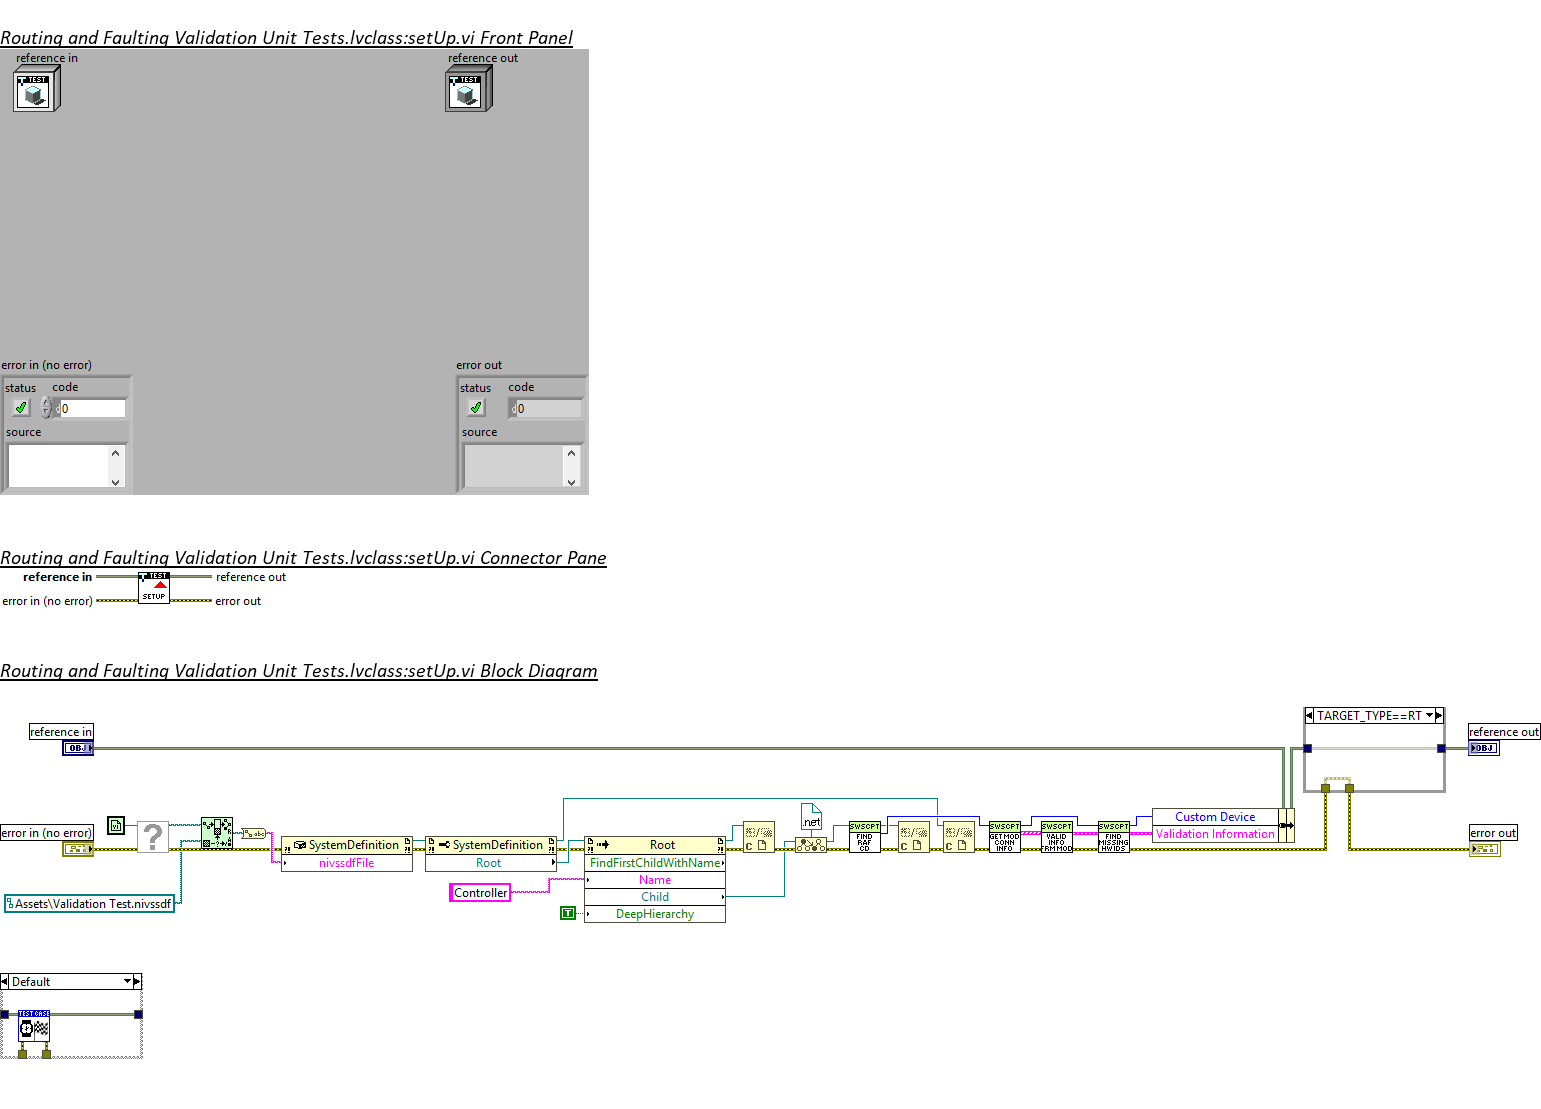 Routing and Faulting Validation Unit Tests.lvclass:setUp.vi Front Panel
reference in
reference out
TEST
TEST
error in (no error)
error out
status
code
status
code
d 0
d 0
source
source
Routing and Faulting Validation Unit Tests.lvclass:setUp.vi Connector Pane
reference in
TEST
SETUP
reference out
error in (no error)
error out
Routing and Faulting Validation Unit Tests.lvclass:setUp.vi Block Diagram
TARGET_TYPE==RT
reference in
OBJ
reference out
OBJ
.net
Custom Device
Validation Information
error in (no error)
error out
VI
?
abc
SystemDefinition
nivssdfFile
SystemDefinition
Root
Root
FindFirstChildWithName
Name
Child
DeepHierarchy
Controller
T
C
SWSCPT
FIND
RAF
CD
C
C
SWSCPT
GET MOD
CONN
INFO
SWSCPT
VALID
INFO
FRM MOD
SWSCPT
FIND
MISSING
HWIDS
Assets\Validation Test.nivssdf
Default
TEST CASE